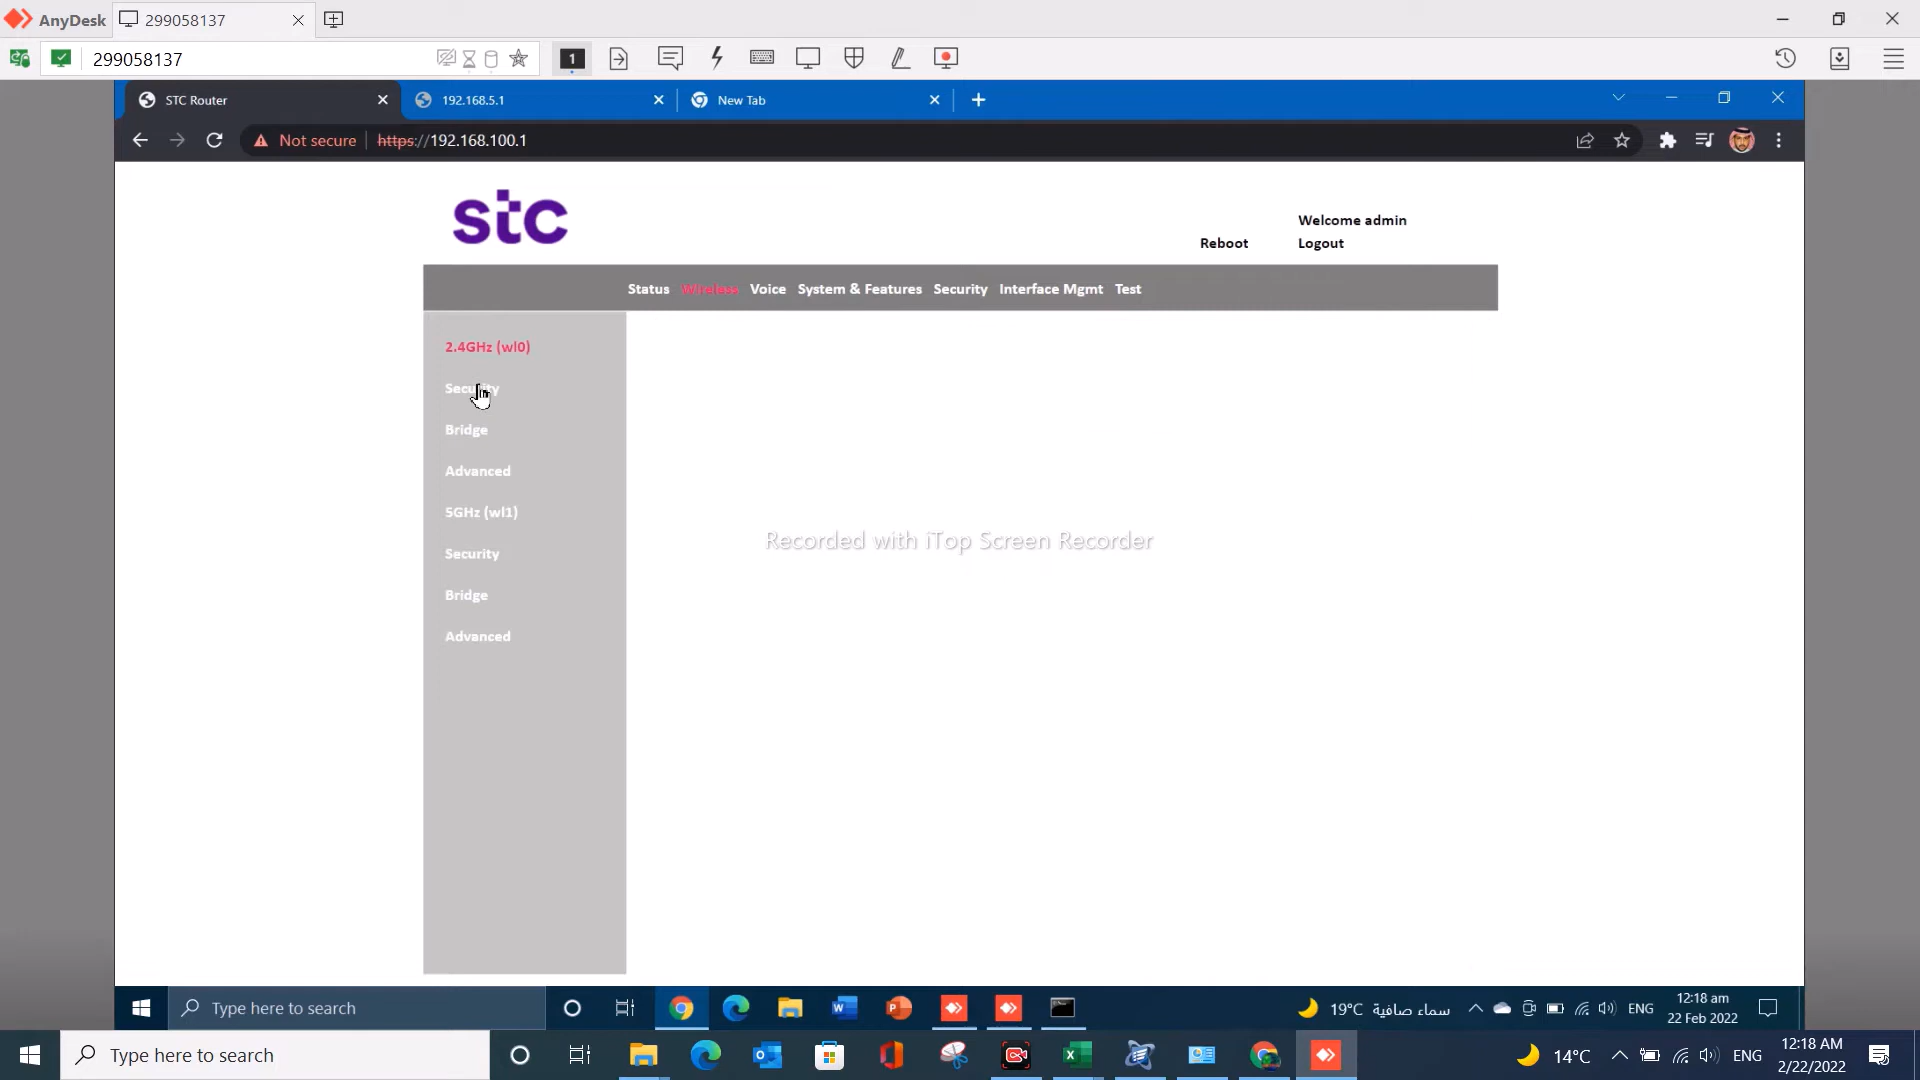 AnyDesk 299058137
299058137 1
STC Router 192.168.5.1 New Tab
Not secure https://192.168.100.1
stc
Welcome admin
Reboot Logout
Status Wireless Voice System & Features Security Interface Mgmt Test
2.4GHz (wl0)
Security
Bridge
Advanced
5GHz (wl1)
Security
Bridge
Advanced
Recorded with iTop Screen Recorder
Type here to search 19°C سماء صافية ENG 12:18 am
22 Feb 2022
Type here to search 14°C ENG 12:18 AM
2/22/2022